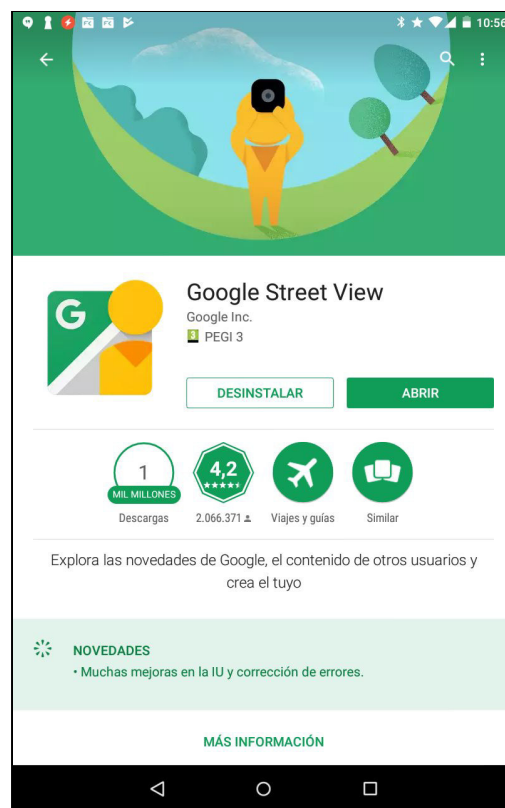 10:56
Google Street View
Google Inc.
3 PEGI 3
DESINSTALAR
ABRIR
G
1
MIL MILLONES
4,2
Descargas
2.066.371
Viajes y guías
Similar
Explora las novedades de Google, el contenido de otros usuarios y
crea el tuyo
NOVEDADES
• Muchas mejoras en la IU y corrección de errores.
MÁS INFORMACIÓN